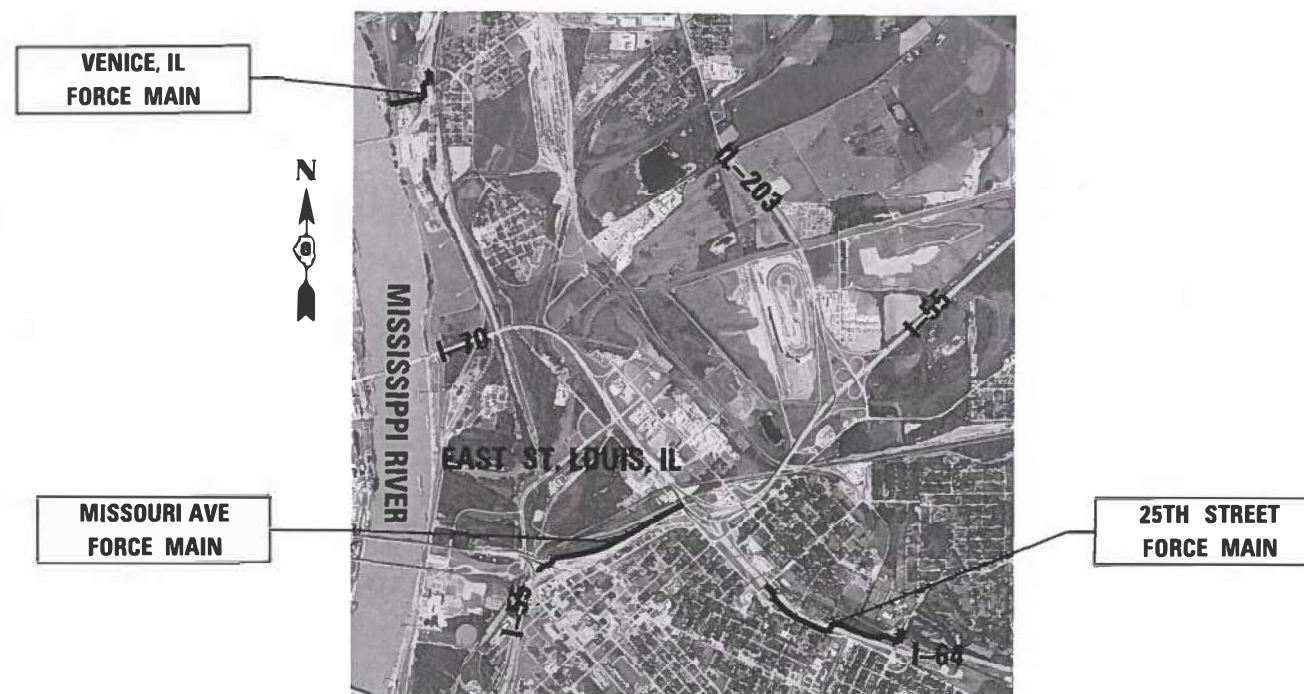 VENICE, IL
FORCE MAIN
N
IL-203
I-55
MISSISSIPPI RIVER
I-70
EAST ST. LOUIS, IL
MISSOURI AVE
FORCE MAIN
25TH STREET
FORCE MAIN
I-55
I-64